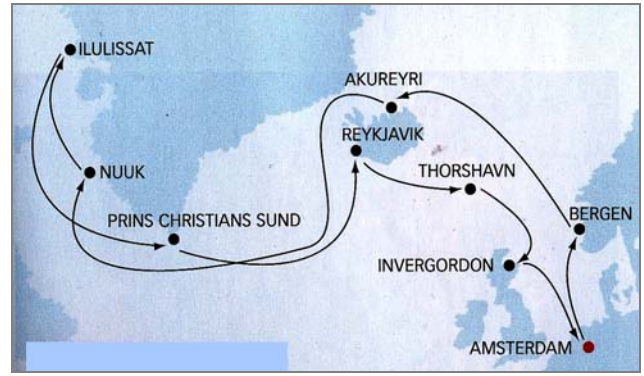 ILULISSAT
AKUREYRI
REYKJAVIK
NUUK
THORSHAVN
PRINS CHRISTIANS SUND
BERGEN
INVERGORDON
AMSTERDAM